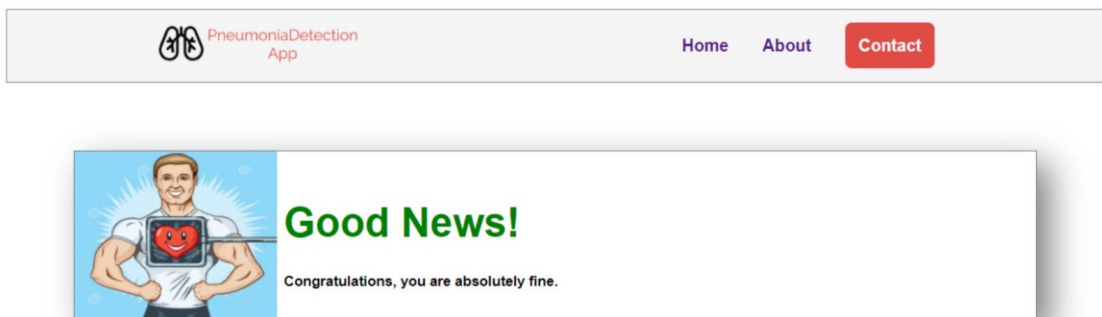 PneumoniaDetection
App
Home About Contact
Good News!
Congratulations, you are absolutely fine.